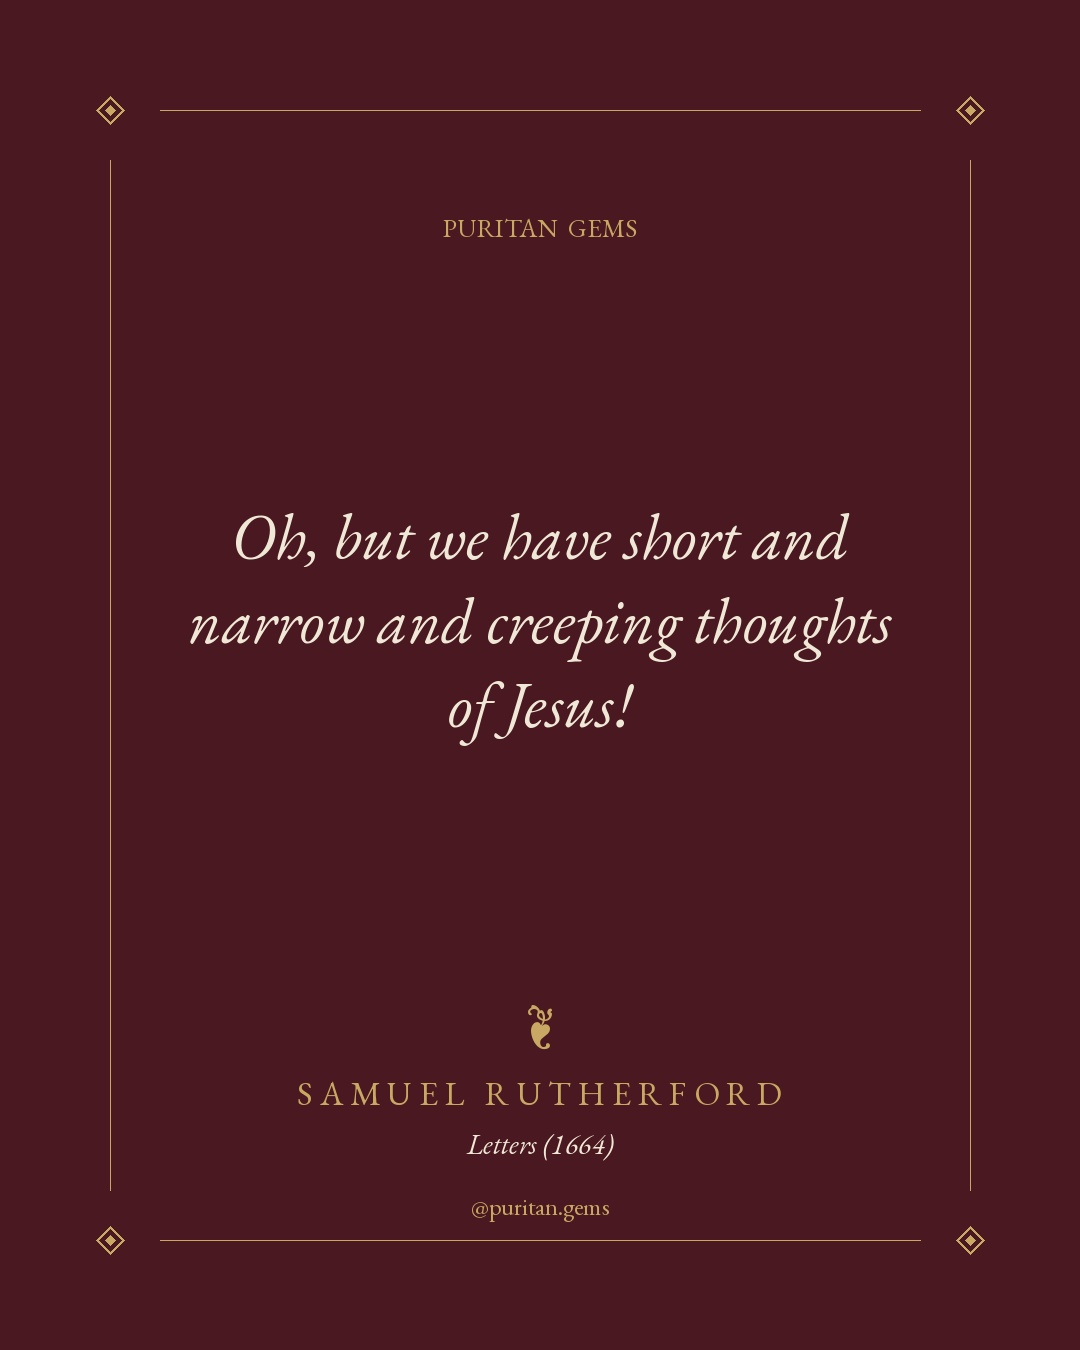 PURITAN GEMS
Oh, but we have short and
narrow and creeping thoughts
of Jesus!
SAMUEL RUTHERFORD
Letters (1664)
@puritan.gems